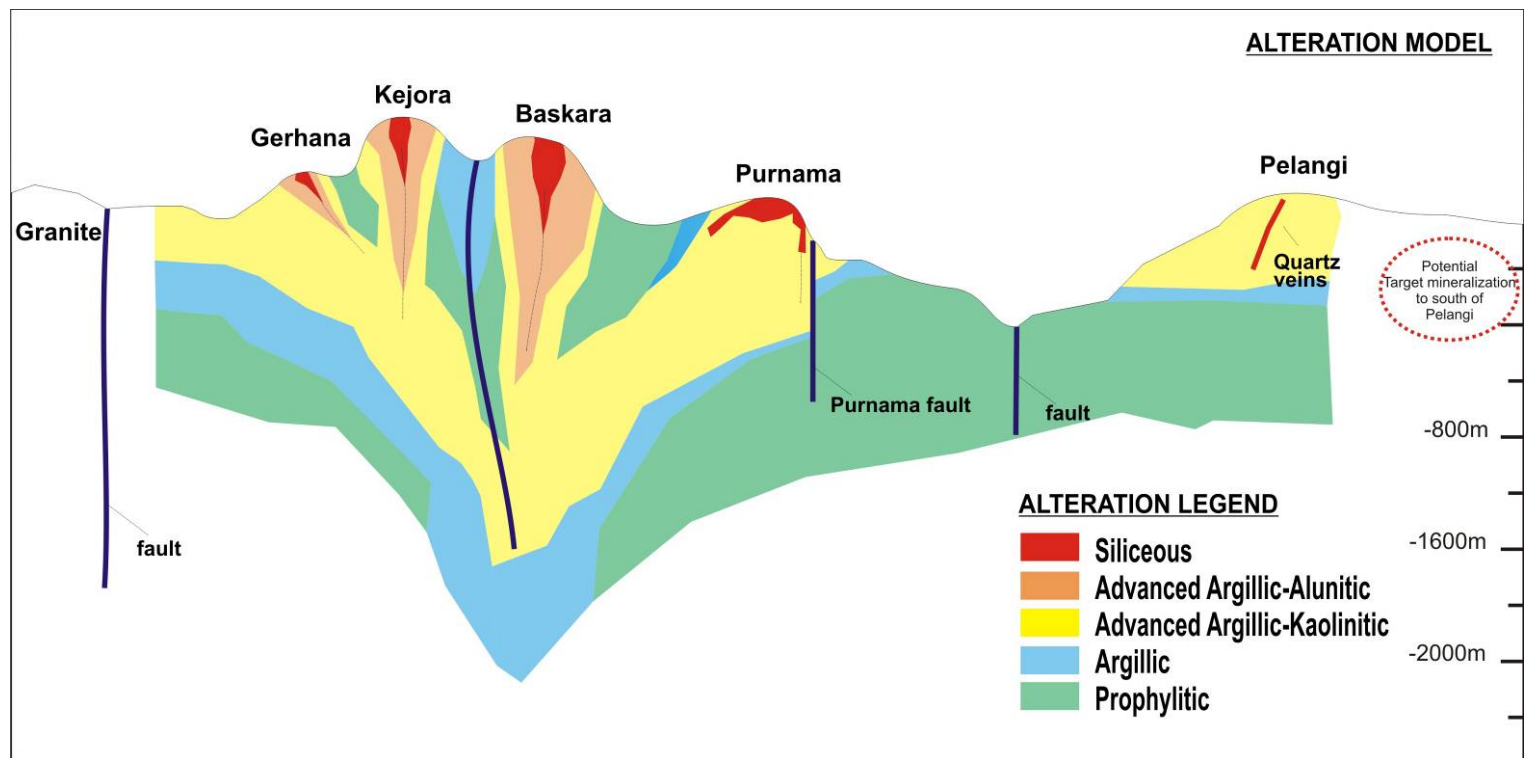 ALTERATION MODEL
Kejora
Baskara
Gerhana
Purnama
Pelangi
Granite
Quartz
veins
Potential
Target mineralization
to south of
Pelangi
Purnama fault
fault
-800m
fault
ALTERATION LEGEND
Siliceous
Advanced Argillic-Alunitic
Advanced Argillic-Kaolinitic
Argillic
Prophylitic
-1600m
-2000m